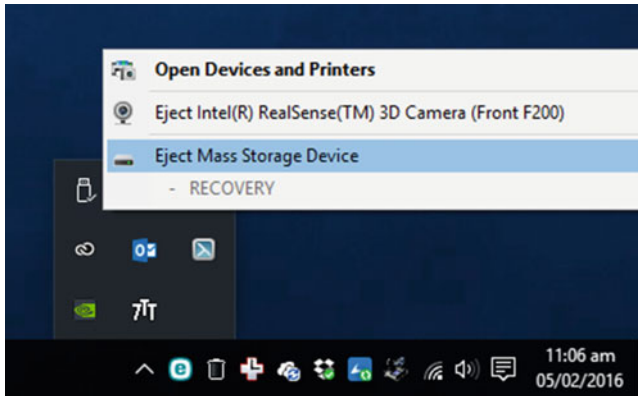 Open Devices and Printers
Eject Intel(R) RealSense(TM) 3D Camera (Front F200)
Eject Mass Storage Device
- RECOVERY
7TT
11:06 am
05/02/2016